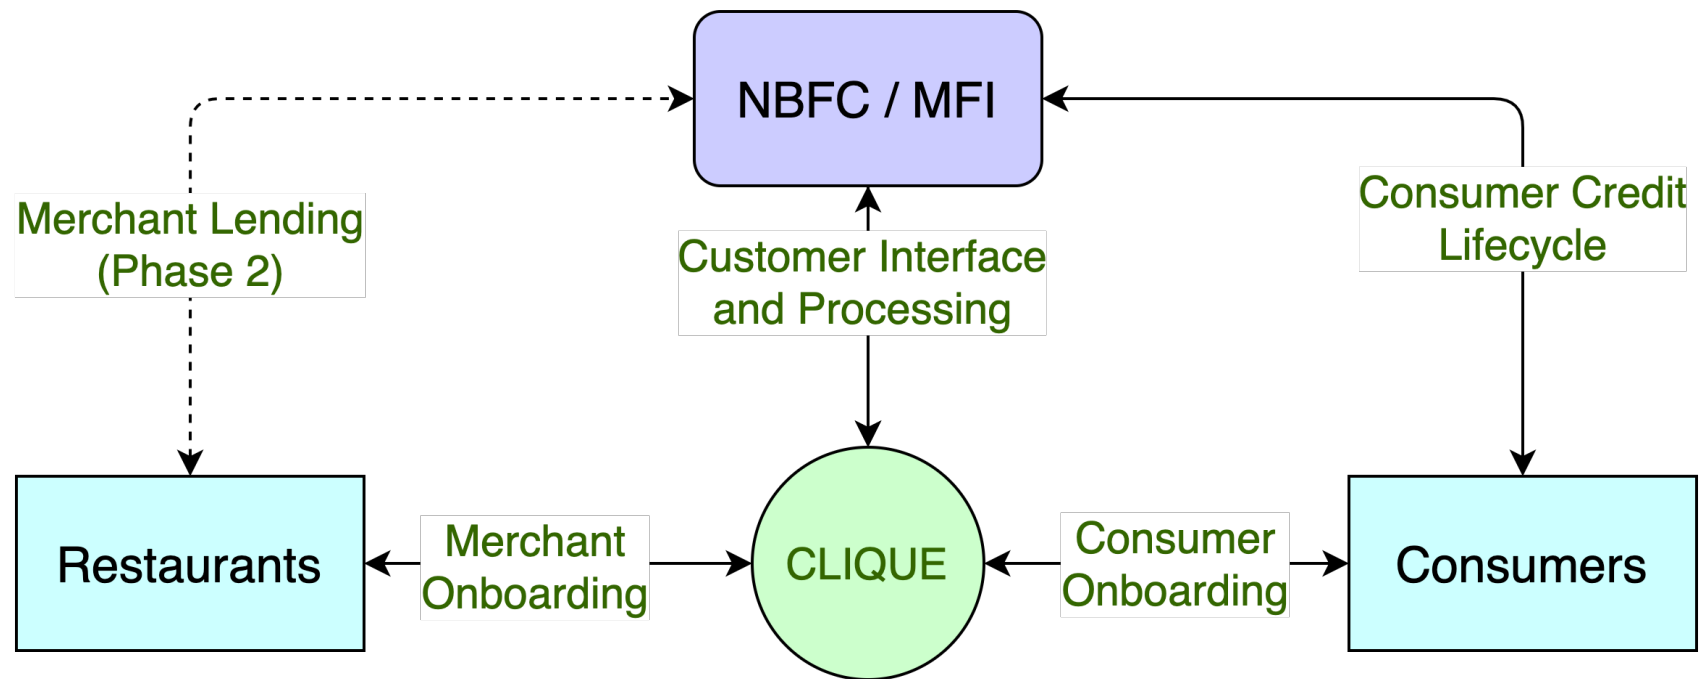 NBFC / MFI
Merchant Lending
(Phase 2)
Customer Interface
and Processing
Consumer Credit
Lifecycle
Restaurants
Merchant
Onboarding
CLIQUE
Consumer
Onboarding
Consumers